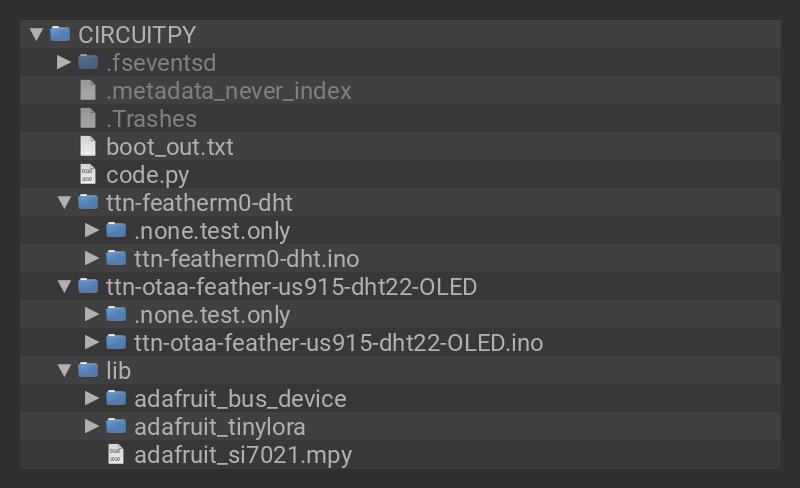 CIRCUITPY
.fseventsd
.metadata_never_index
.Trashes
boot_out.txt
code.py
ttn-featherm0-dht
.none.test.only
ttn-featherm0-dht.ino
ttn-otaa-feather-us915-dht22-OLED
.none.test.only
ttn-otaa-feather-us915-dht22-OLED.ino
lib
adafruit_bus_device
adafruit_tinylora
adafruit_si7021.mpy